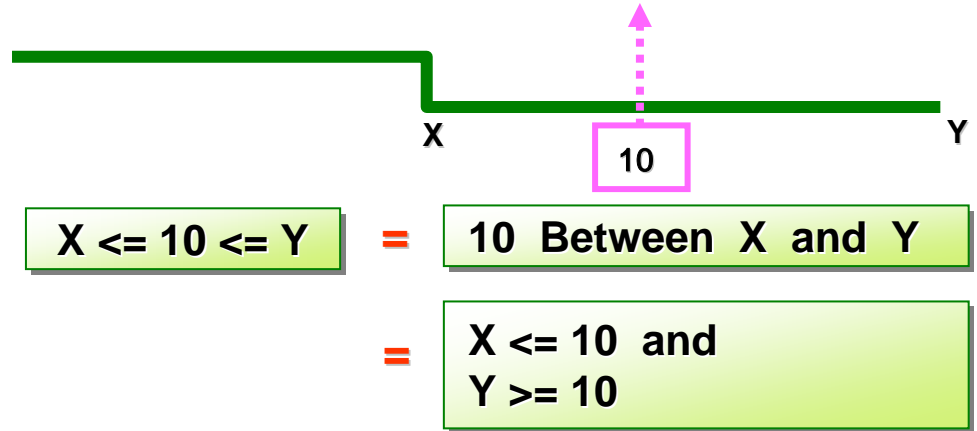 X
Y
10
X <= 10 <= Y
=
10 Between X and Y
=
X <= 10 and
Y >= 10